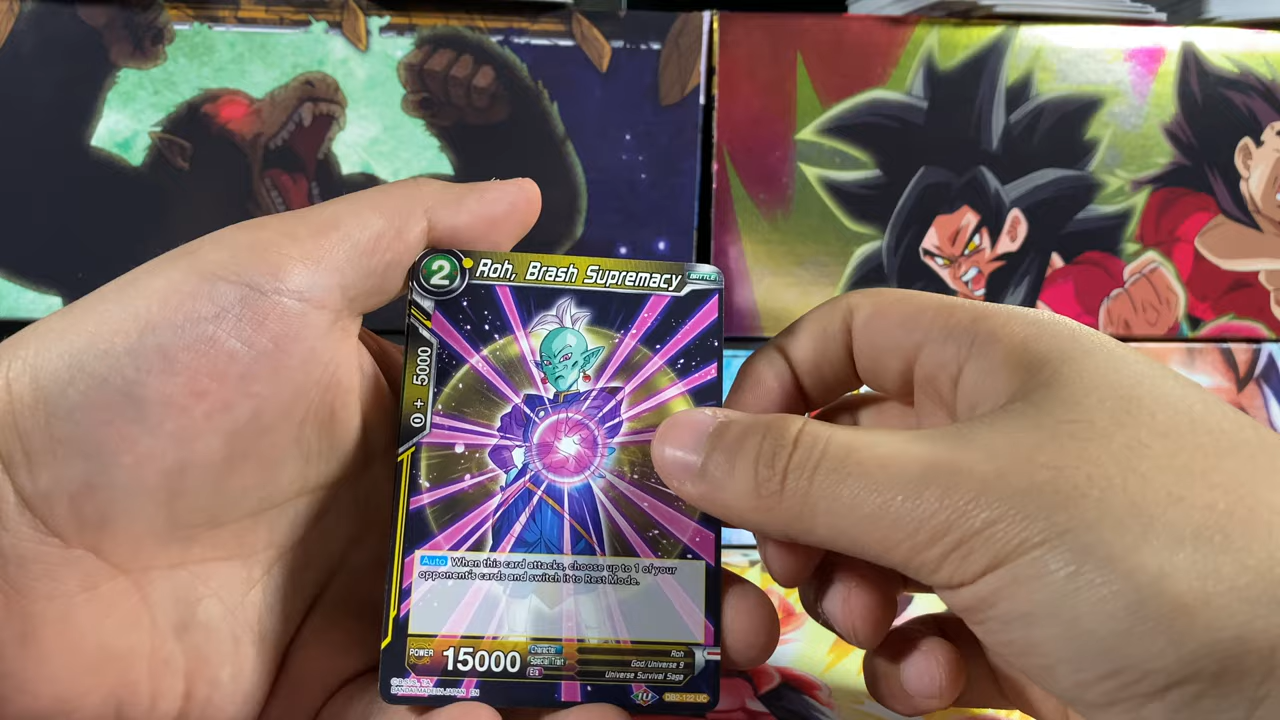 2
Roh, Brash Supremacy
BATTLE
0 + 5000
Auto When this card attacks, choose up to 1 of your
opponent's cards and switch it to Rest Mode.
POWER
15000
Character
Roh
Special Trait
God/Universe 9
Era
Universe Survival Saga
BANDAI MADE IN JAPAN EN
DB2-122 UC